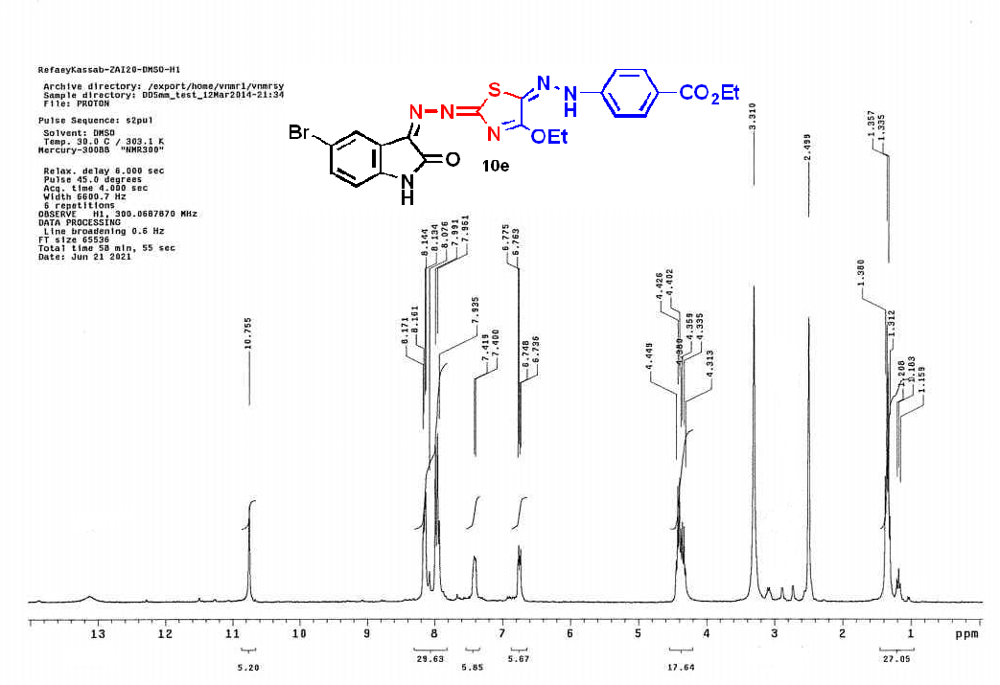 RefaeyKassab-ZAI20-DMSO-H1
Archive directory: /export/home/vnmr1/vnmrsy
Sample directory: DD5mm_test_12Mar2014-21:34
File: PROTON
Pulse Sequence: s2pul
Solvent: DMSO
Temp. 30.0 C / 303.1 K
Mercury-300BB "NMR300"
Relax. delay 6.000 sec
Pulse 45.0 degrees
Acq. time 4.000 sec
Width 6600.7 Hz
6 repetitions
OBSERVE H1, 300.0687870 MHz
DATA PROCESSING
Line broadening 0.6 Hz
FT size 65536
Total time 58 min, 55 sec
Date: Jun 21 2021
Br
N
N
S
N
N
N
H
CO2Et
OEt
O
N
H
10e
10.755
8.171
8.161
8.144
8.134
8.076
7.991
7.961
7.935
7.419
7.400
6.775
6.763
6.748
6.736
4.449
4.426
4.402
4.380
4.359
4.335
4.313
3.310
2.499
1.380
1.357
1.335
1.312
1.208
1.183
1.159
13 12 11 10 9 8 7 6 5 4 3 2 1 ppm
5.20 29.63 5.85 5.67 17.64 27.05